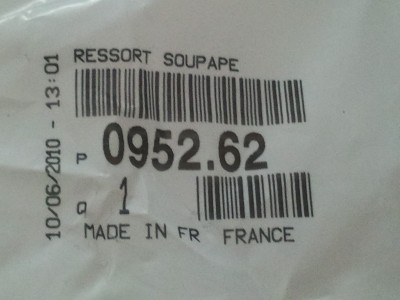 RESSORT SOUPAPE
P 0952.62
Q 1
MADE IN FR FRANCE
10/06/2010 - 13:01